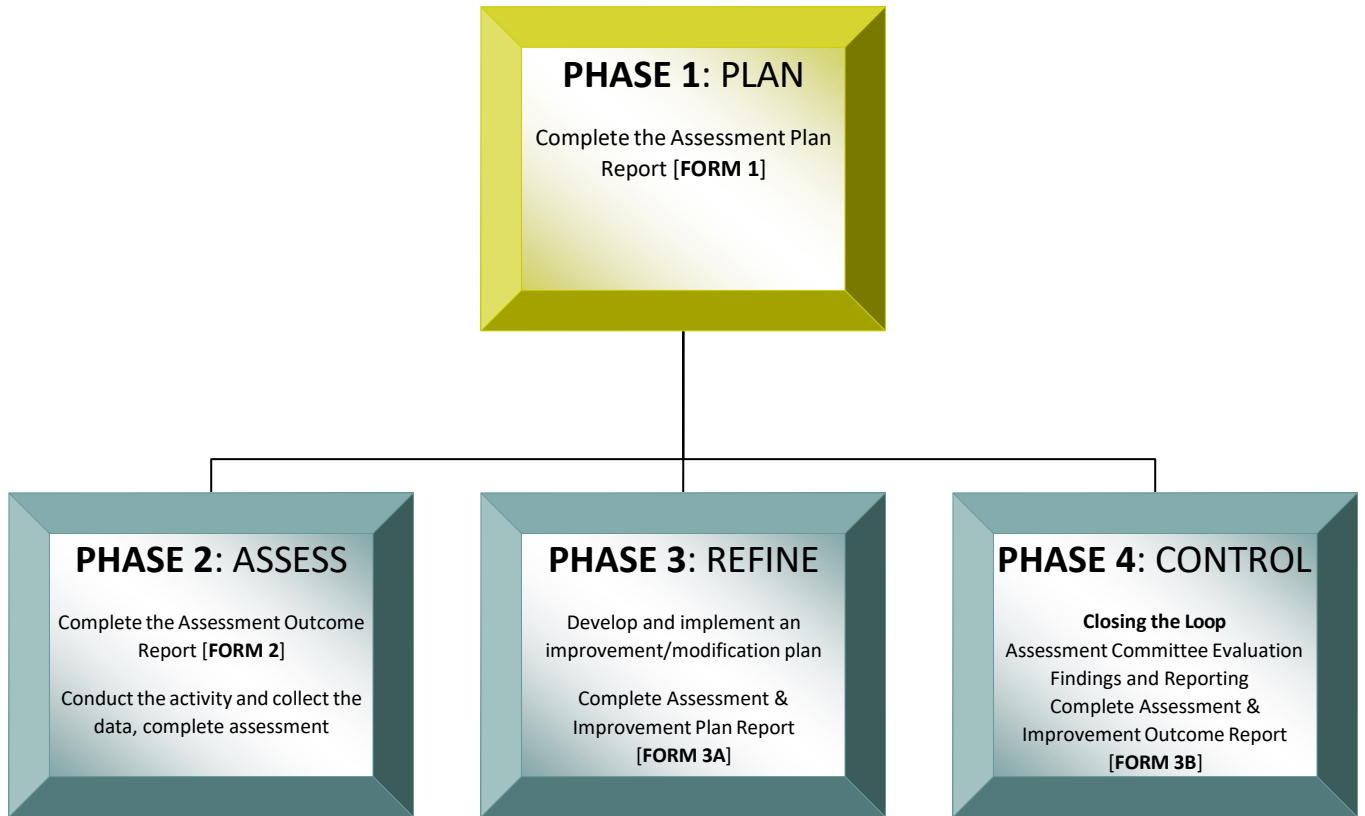 PHASE 1: PLAN
Complete the Assessment Plan
Report [FORM 1]
PHASE 2: ASSESS
Complete the Assessment Outcome
Report [FORM 2]
Conduct the activity and collect the
data, complete assessment
PHASE 3: REFINE
Develop and implement an
improvement/modification plan
Complete Assessment &
Improvement Plan Report
[FORM 3A]
PHASE 4: CONTROL
Closing the Loop
Assessment Committee Evaluation
Findings and Reporting
Complete Assessment &
Improvement Outcome Report
[FORM 3B]